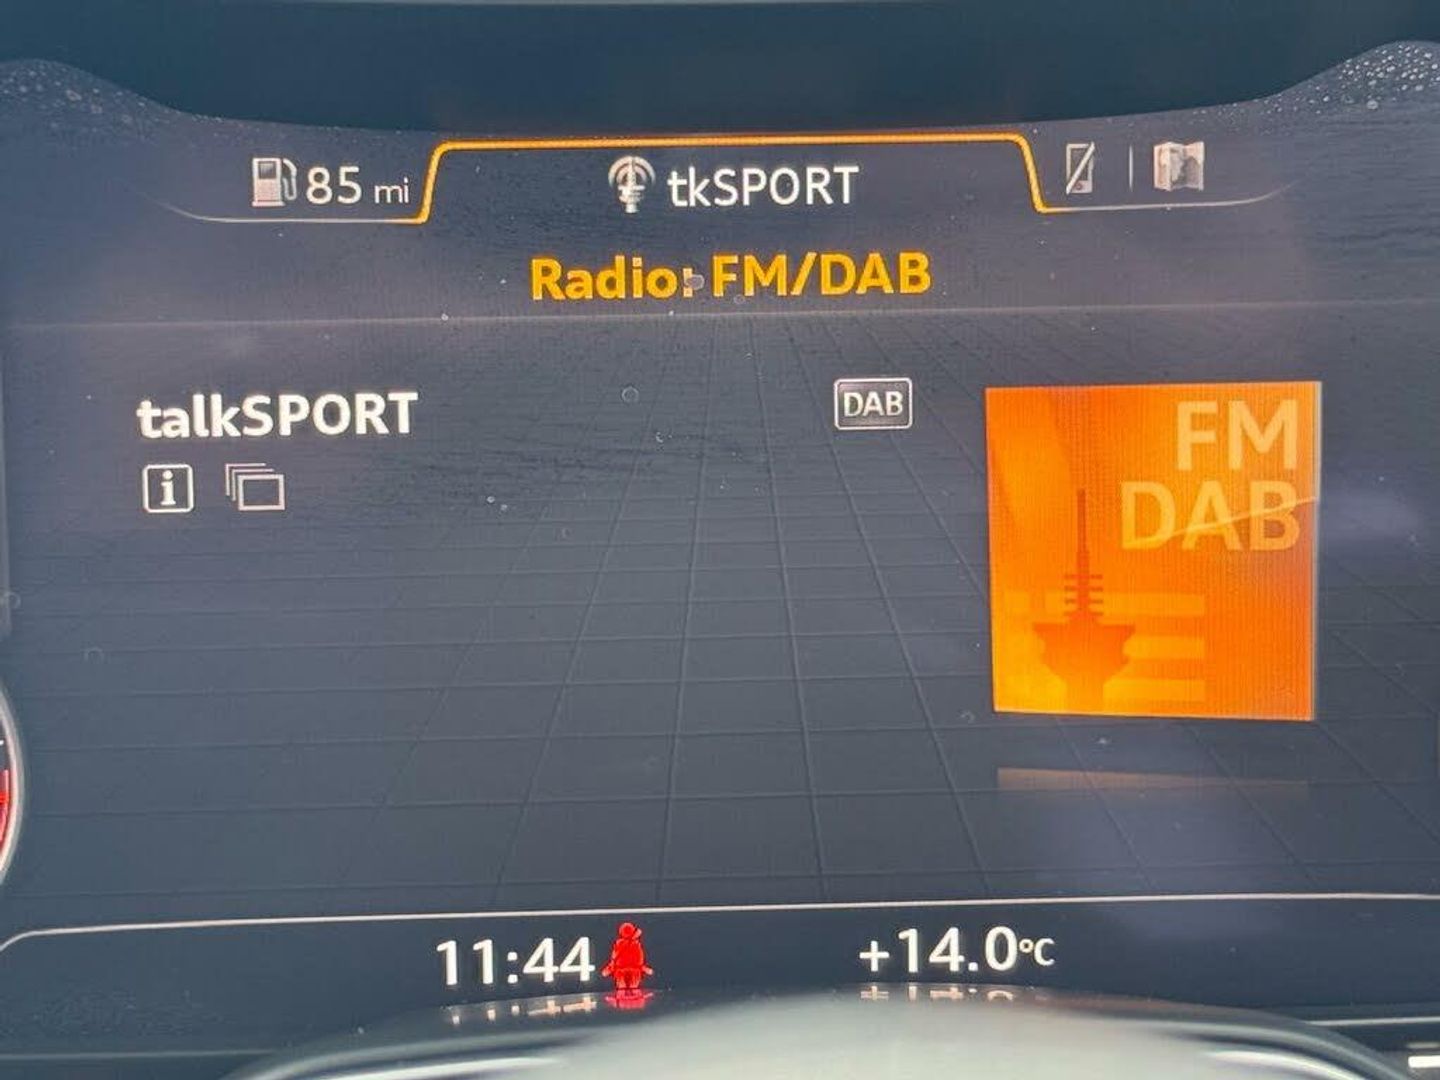 85 mi
tkSPORT
Radio: FM/DAB
talkSPORT
DAB
i
FM
DAB
11:44
+14.0°C